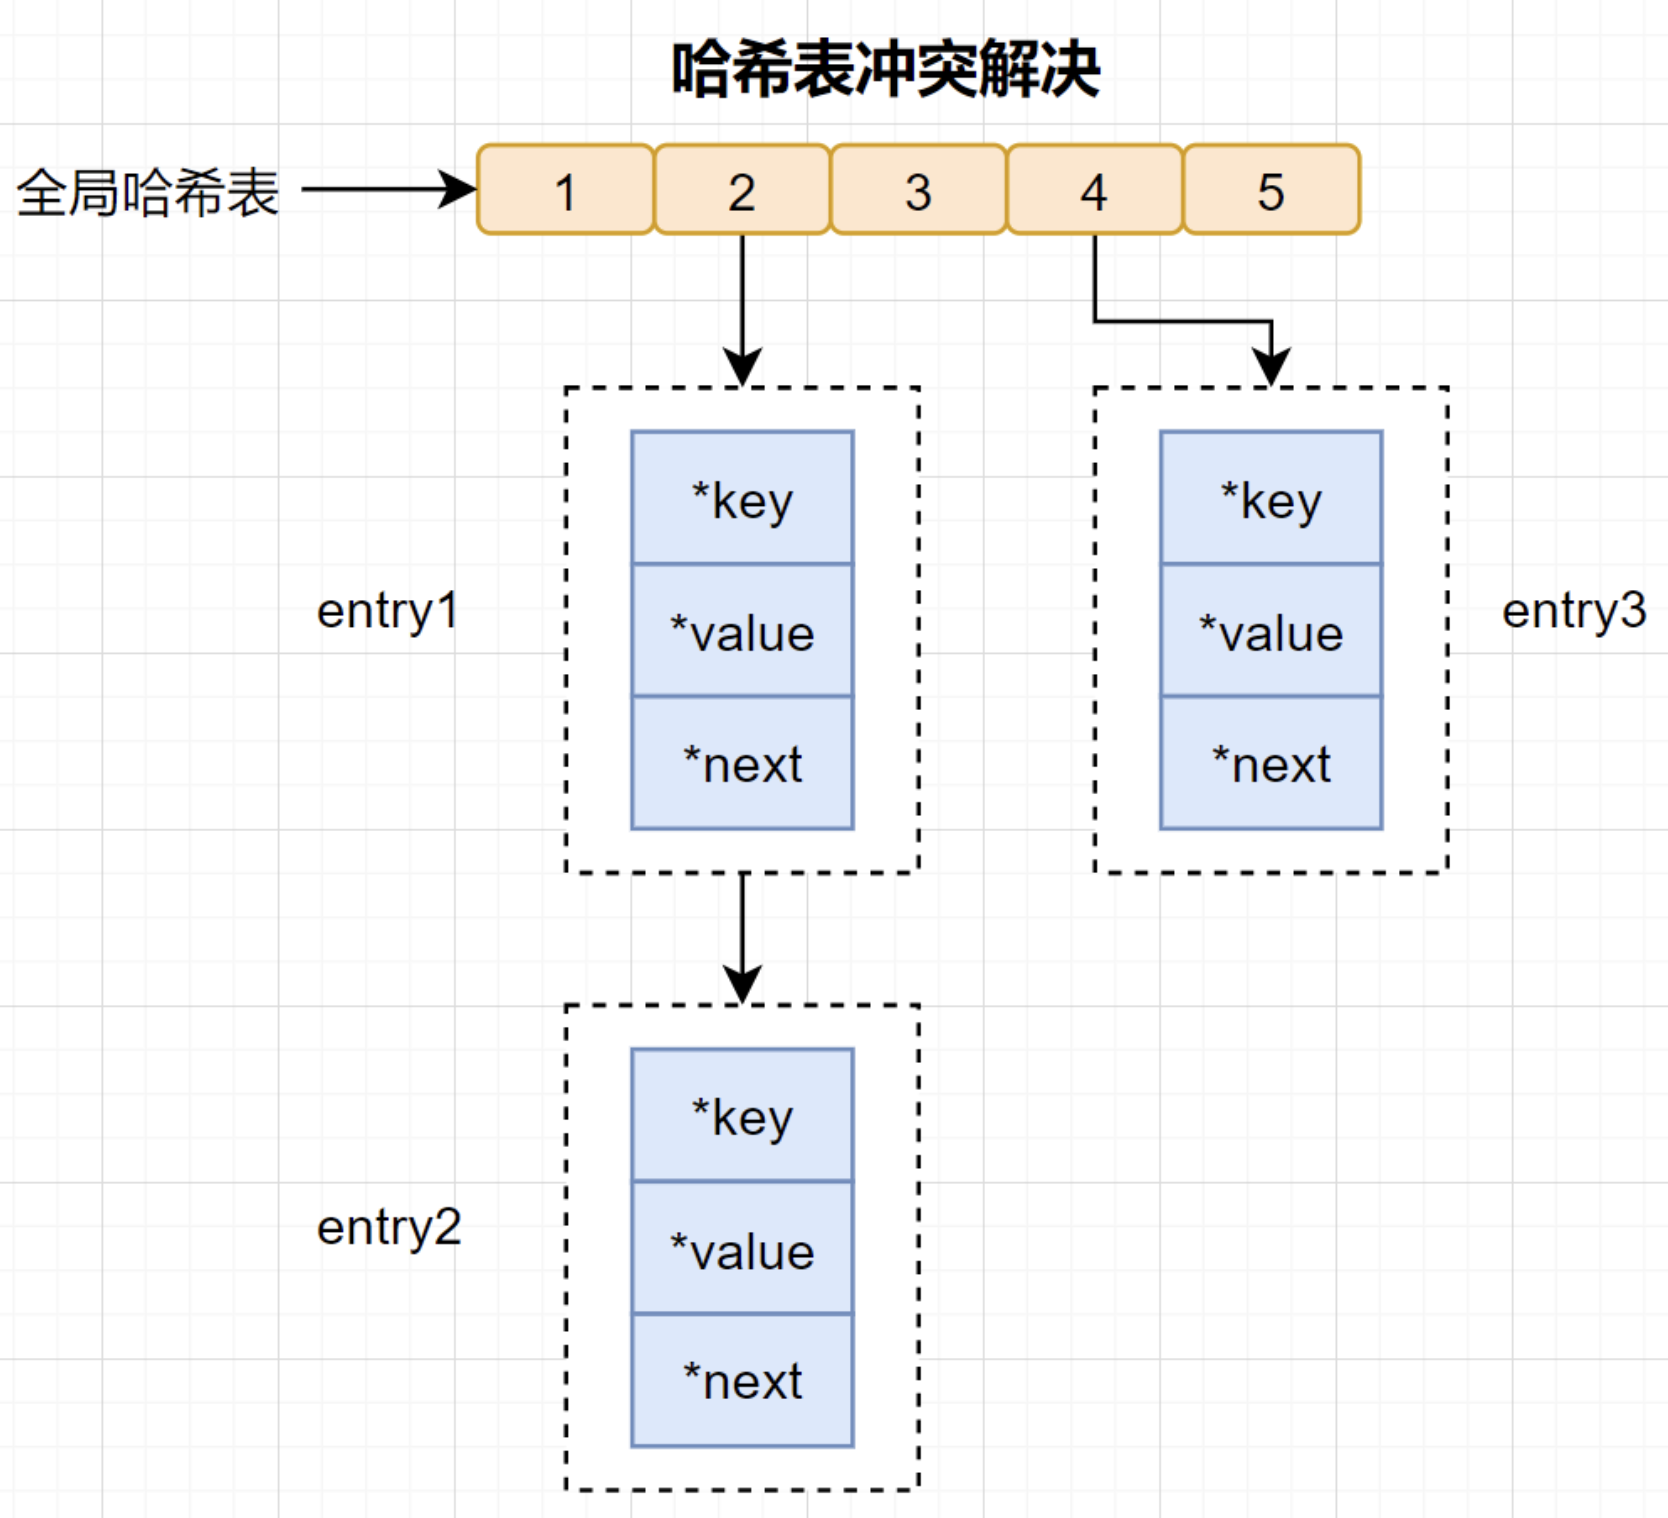 哈希表冲突解决
全局哈希表
1 2 3 4 5
*key
*value
*next
entry1
*key
*value
*next
entry3
*key
*value
*next
entry2